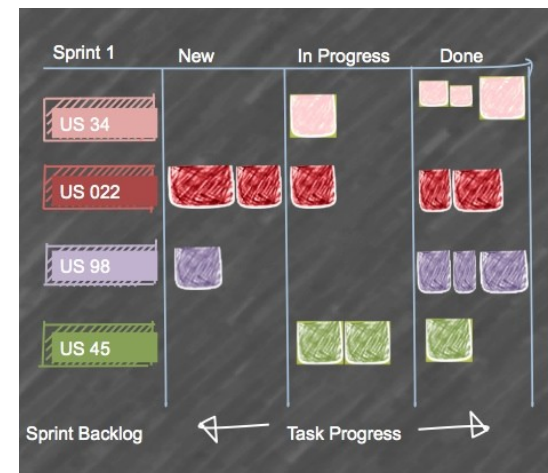 Sprint 1 New In Progress Done
US 34
US 022
US 98
US 45
Sprint Backlog Task Progress